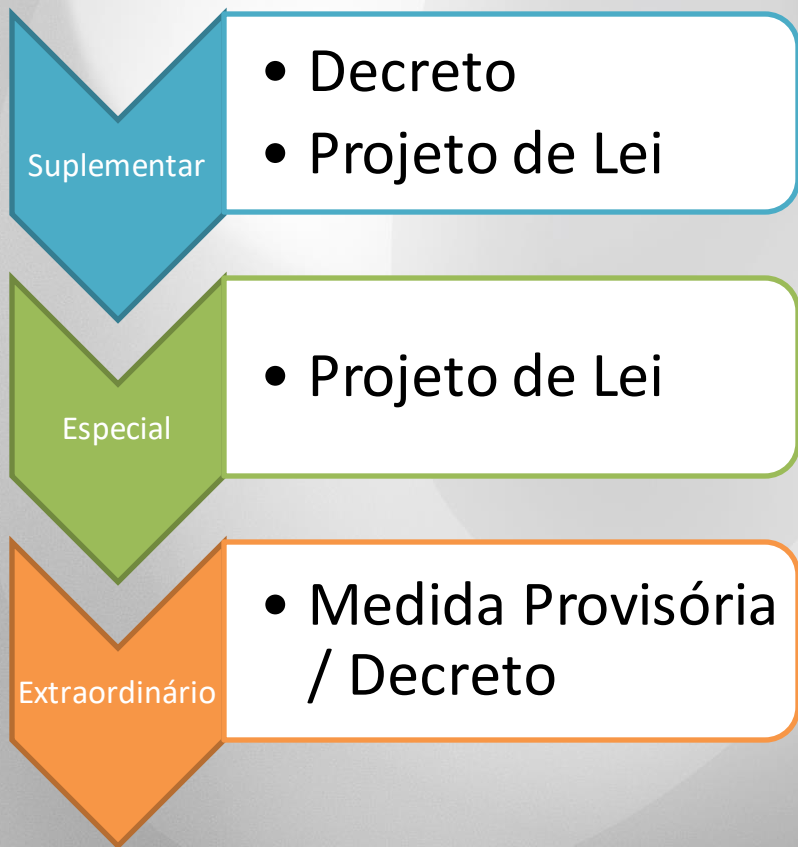 Suplementar
• Decreto
• Projeto de Lei
Especial
• Projeto de Lei
Extraordinário
• Medida Provisória
/ Decreto